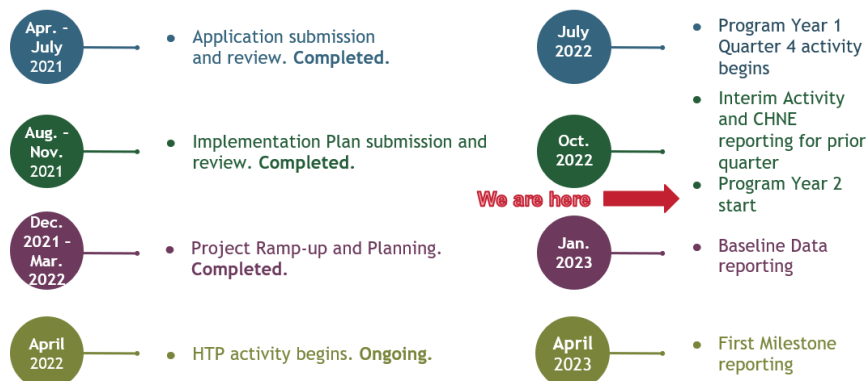 Apr. –
July
2021
• Application submission
and review. Completed.
Aug. –
Nov.
2021
• Implementation Plan submission and
review. Completed.
Dec.
2021 –
Mar.
2022
• Project Ramp-up and Planning.
Completed.
April
2022
• HTP activity begins. Ongoing.
July
2022
• Program Year 1
Quarter 4 activity
begins
Oct.
2022
• Interim Activity
and CHNE
reporting for prior
quarter
We are here
• Program Year 2
start
Jan.
2023
• Baseline Data
reporting
April
2023
• First Milestone
reporting